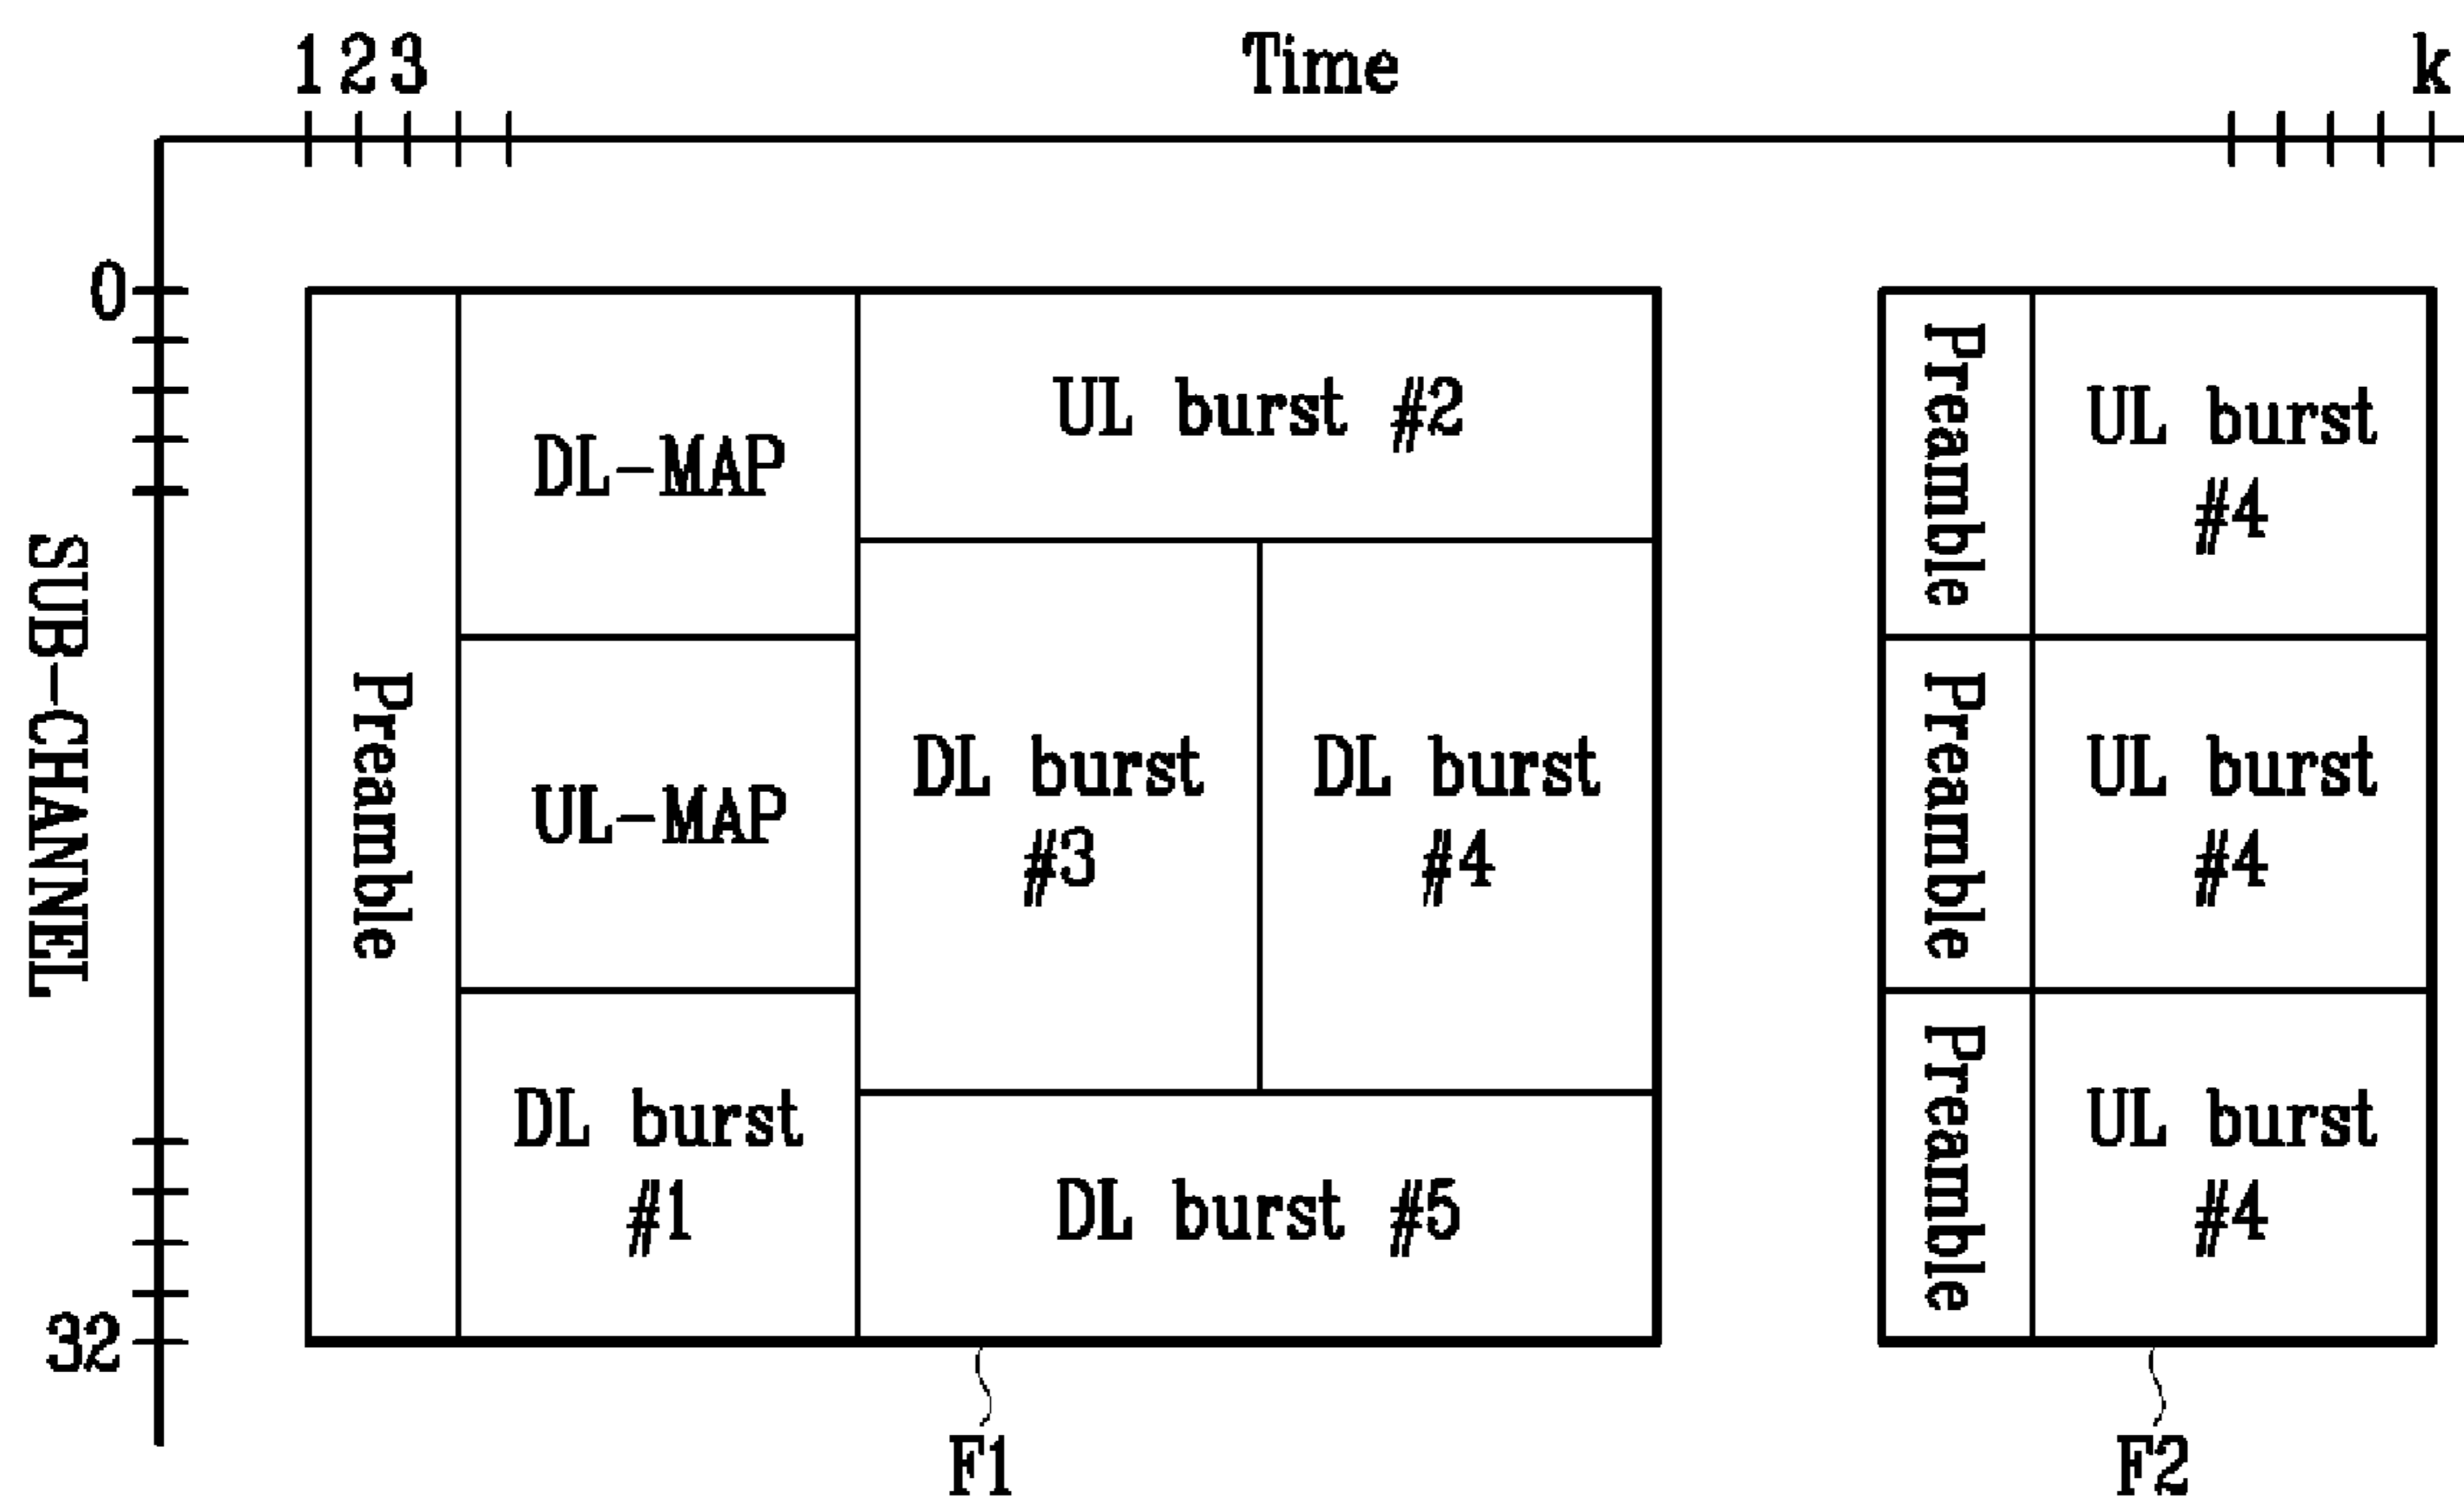 1 2 3 Time k
0
32
SUB-CHANNEL
Preamble
DL-MAP
UL-MAP
DL burst
#1
UL burst #2
DL burst
#3
DL burst
#4
DL burst #5
F1
Preamble
UL burst
#4
Preamble
UL burst
#4
Preamble
UL burst
#4
F2